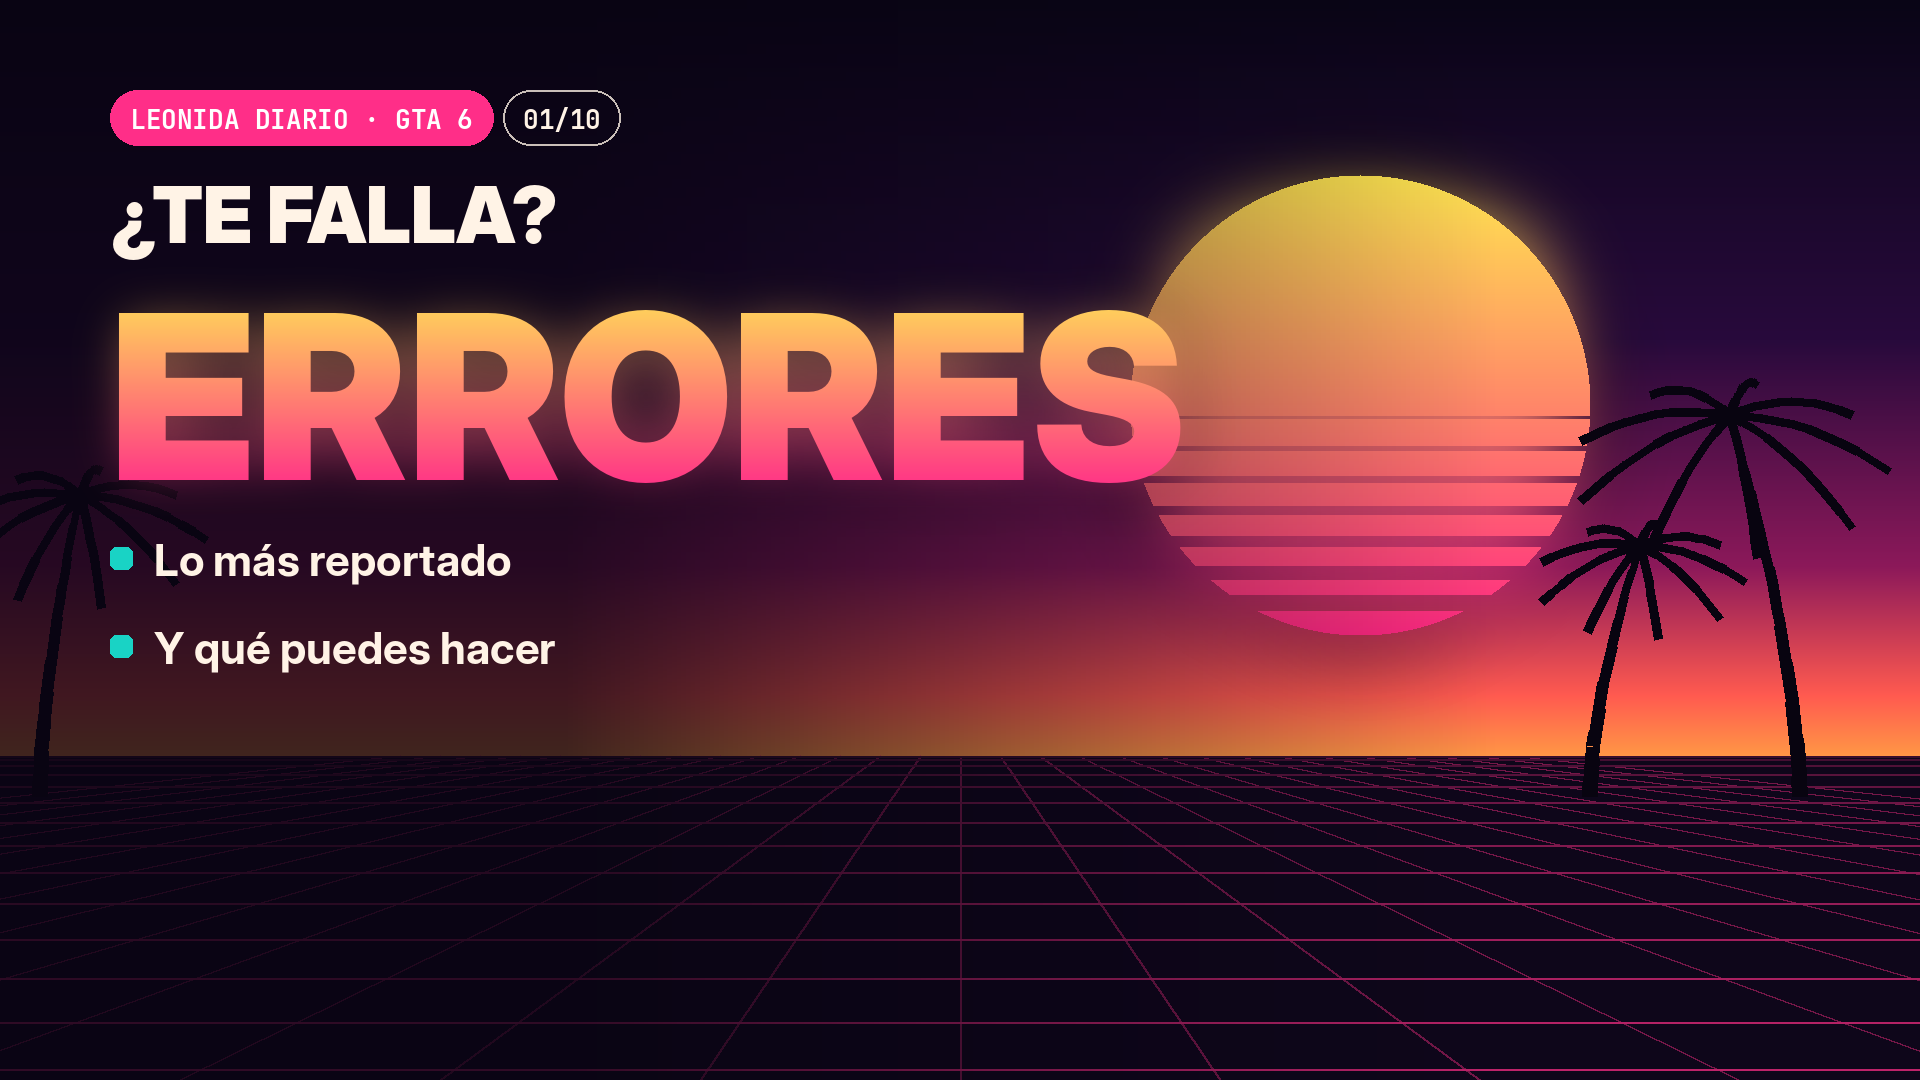 LEONIDA DIARIO · GTA 6
01/10
¿TE FALLA?
ERRORES
Lo más reportado
Y qué puedes hacer